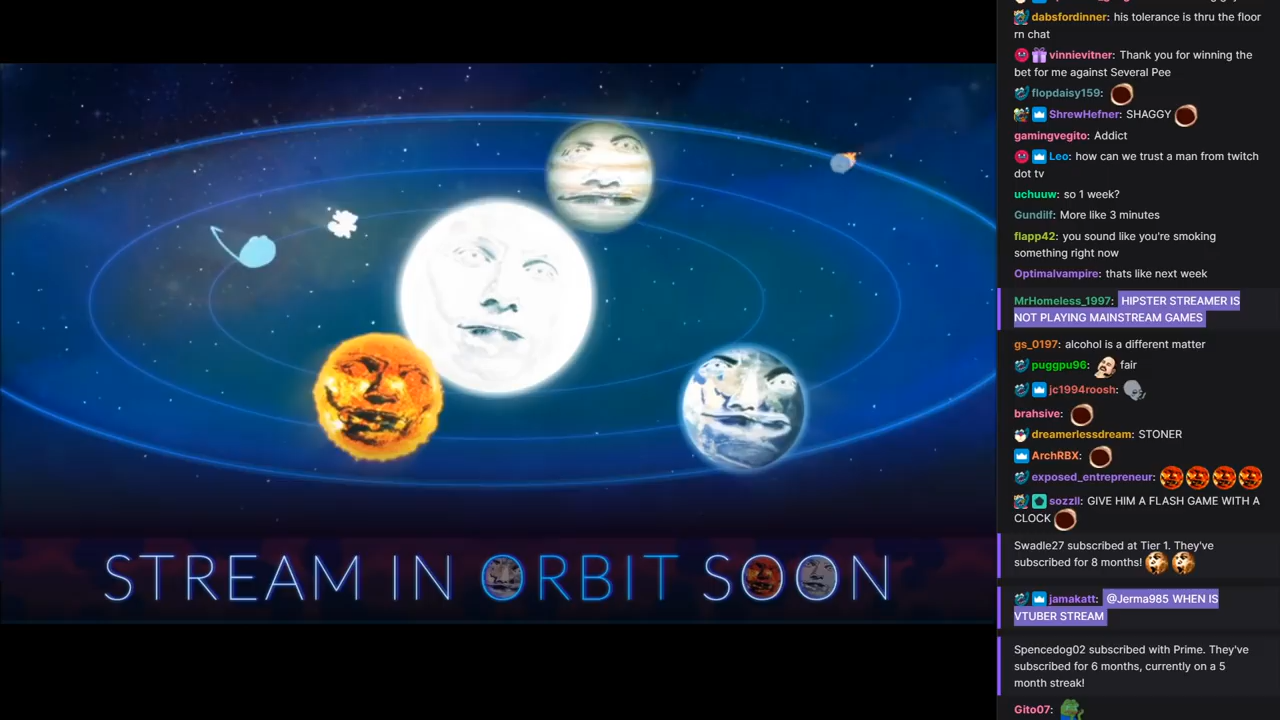 STREAM IN ORBIT SOON
dabsfordinner: his tolerance is thru the floor
rn chat
vinnievitner: Thank you for winning the
bet for me against Several Pee
flopdaisy159:
ShrewHefner: SHAGGY
gamingvegito: Addict
Leo: how can we trust a man from twitch
dot tv
uchuuw: so 1 week?
Gundilf: More like 3 minutes
flapp42: you sound like you're smoking
something right now
Optimalvampire: thats like next week
MrHomeless_1997: HIPSTER STREAMER IS
NOT PLAYING MAINSTREAM GAMES
gs_0197: alcohol is a different matter
puggpu96: fair
jc1994roosh:
brahsive:
dreamerlessdream: STONER
ArchRBX:
exposed_entrepreneur:
sozzll: GIVE HIM A FLASH GAME WITH A
CLOCK
Swadle27 subscribed at Tier 1. They've
subscribed for 8 months!
jamakatt: @Jerma985 WHEN IS
VTUBER STREAM
Spencedog02 subscribed with Prime. They've
subscribed for 6 months, currently on a 5
month streak!
Gito07: